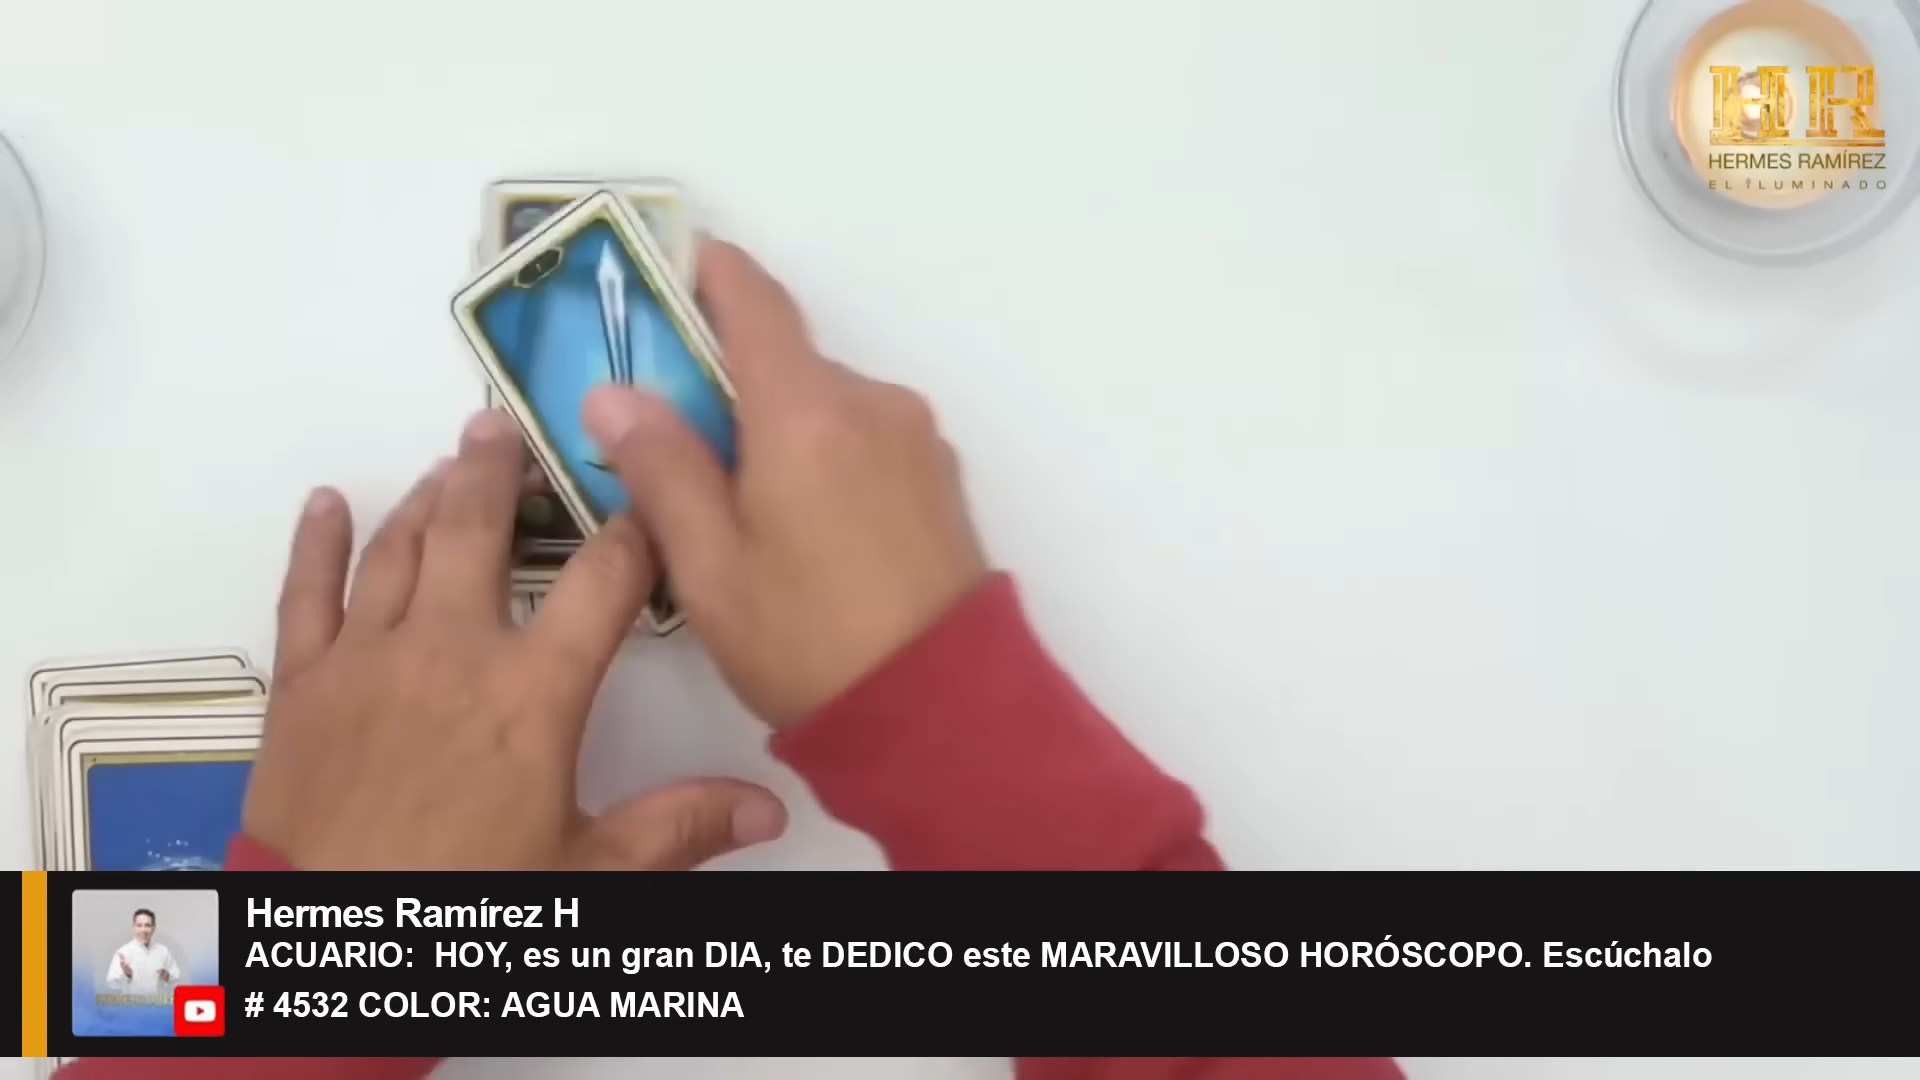 HR
HERMES RAMÍREZ
EL ILUMINADO
Hermes Ramírez H
ACUARIO:  HOY, es un gran DIA, te DEDICO este MARAVILLOSO HORÓSCOPO. Escúchalo
# 4532 COLOR: AGUA MARINA